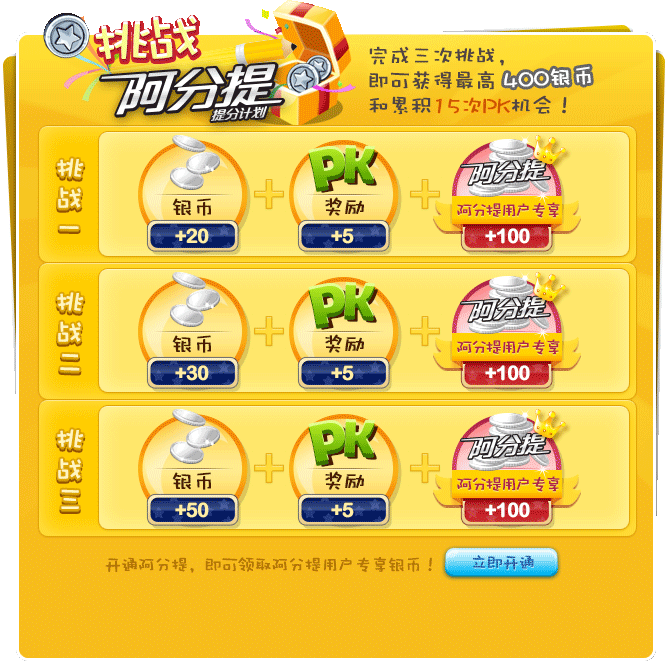 挑战
阿分提
提分计划
完成三次挑战，
即可获得最高 400银币
和累积15次PK机会！
挑战一
银币
+20
+
PK
奖励
+5
+
阿分提
阿分提用户专享
+100
挑战二
银币
+30
+
PK
奖励
+5
+
阿分提
阿分提用户专享
+100
挑战三
银币
+50
+
PK
奖励
+5
+
阿分提
阿分提用户专享
+100
开通阿分提，即可领取阿分提用户专享银币！
立即开通